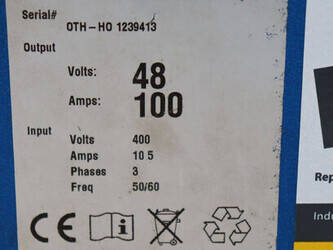 Serial#
OTH-HO 1239413
Output
Volts: 48
Amps: 100
Input
Volts 400
Amps 10 5
Phases 3
Freq 50/60
CE i